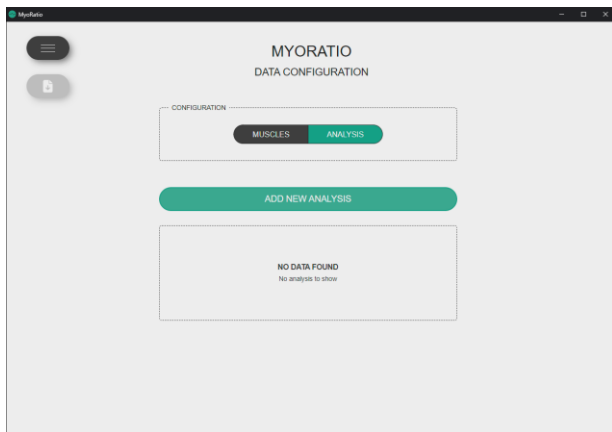 MyoRatio
MYORATIO
DATA CONFIGURATION
CONFIGURATION
MUSCLES ANALYSIS
ADD NEW ANALYSIS
NO DATA FOUND
No analysis to show